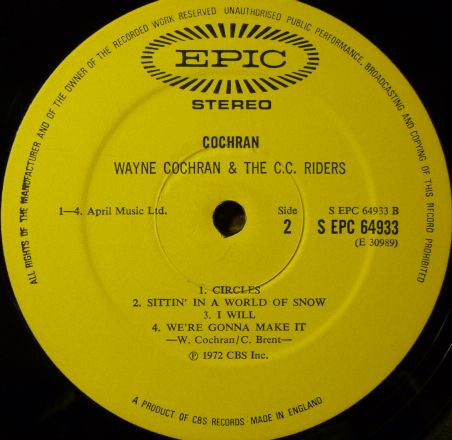 ALL RIGHTS OF THE MANUFACTURER AND OF THE OWNER OF THE RECORDED WORK RESERVED UNAUTHORISED PUBLIC PERFORMANCE, BROADCASTING AND COPYING OF THIS RECORD PROHIBITED
EPIC
STEREO
COCHRAN
WAYNE COCHRAN & THE C.C. RIDERS
1—4. April Music Ltd. Side S EPC 64933 B
2 S EPC 64933
(E 30989)
1. CIRCLES
2. SITTIN' IN A WORLD OF SNOW
3. I WILL
4. WE'RE GONNA MAKE IT
—W. Cochran/C. Brent—
℗ 1972 CBS Inc.
A PRODUCT OF CBS RECORDS MADE IN ENGLAND